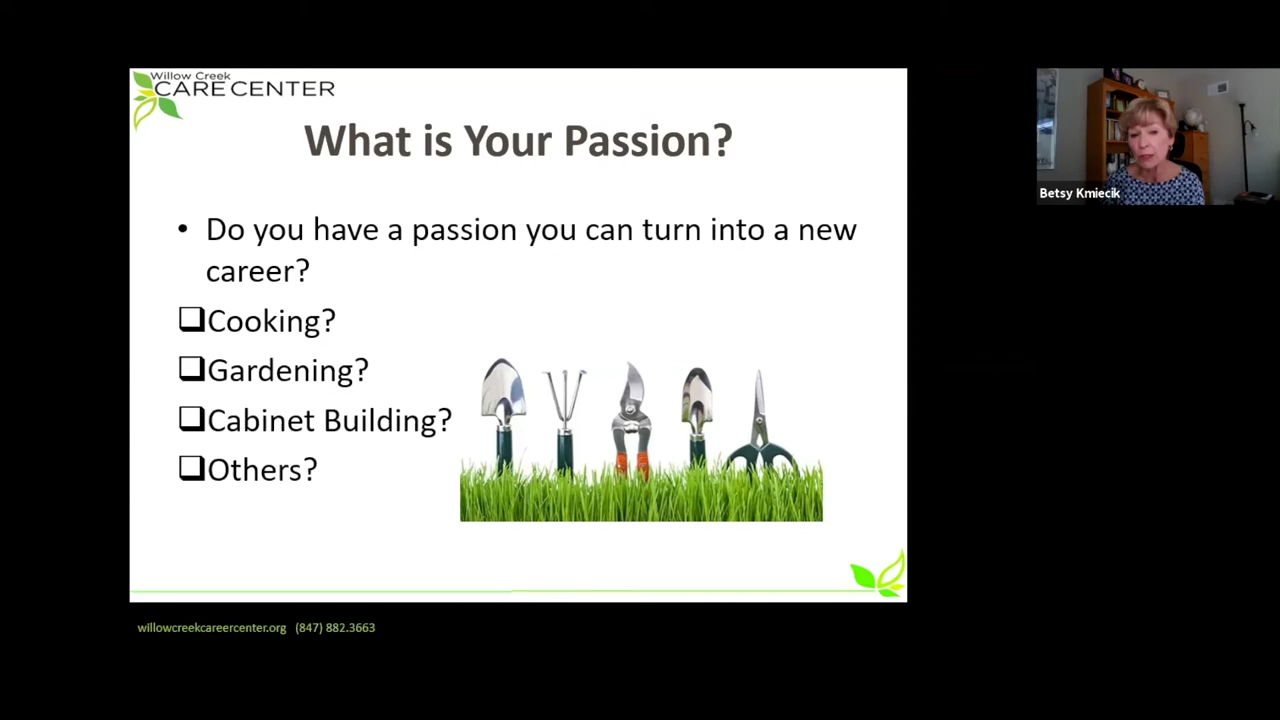 Willow Creek
CARE CENTER
What is Your Passion?
• Do you have a passion you can turn into a new
career?
❑Cooking?
❑Gardening?
❑Cabinet Building?
❑Others?
willowcreekcareercenter.org (847) 882.3663
Betsy Kmiecik